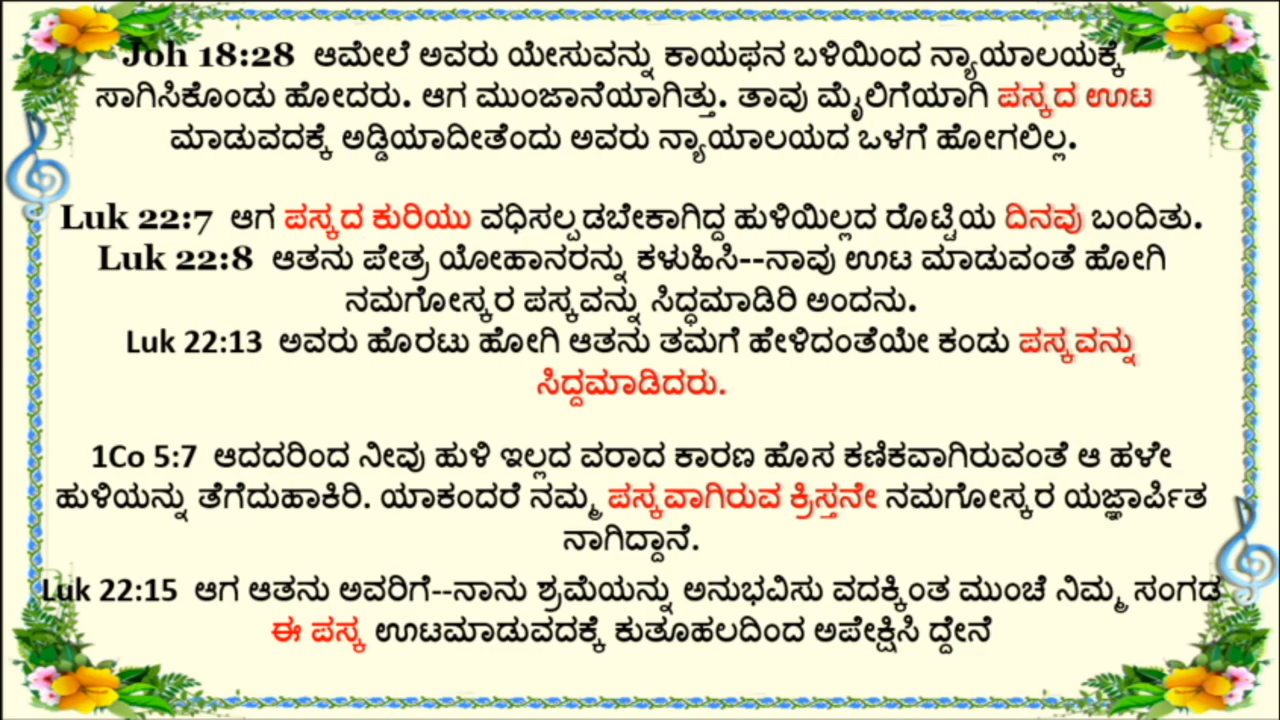 Joh 18:28 ಆಮೇಲೆ ಅವರು ಯೇಸುವನ್ನು ಕಾಯಫನ ಬಳಿಯಿಂದ ನ್ಯಾಯಾಲಯಕ್ಕೆ
ಸಾಗಿಸಿಕೊಂಡು ಹೋದರು. ಆಗ ಮುಂಜಾನೆಯಾಗಿತ್ತು. ತಾವು ಮೈಲಿಗೆಯಾಗಿ ಪಸ್ಕದ ಊಟ
ಮಾಡುವದಕ್ಕೆ ಅಡ್ಡಿಯಾದೀತೆಂದು ಅವರು ನ್ಯಾಯಾಲಯದ ಒಳಗೆ ಹೋಗಲಿಲ್ಲ.
Luk 22:7 ಆಗ ಪಸ್ಕದ ಕುರಿಯು ವಧಿಸಲ್ಪಡಬೇಕಾಗಿದ್ದ ಹುಳಿಯಿಲ್ಲದ ರೊಟ್ಟಿಯ ದಿನವು ಬಂದಿತು.
Luk 22:8 ಆತನು ಪೇತ್ರ ಯೋಹಾನರನ್ನು ಕಳುಹಿಸಿ--ನಾವು ಊಟ ಮಾಡುವಂತೆ ಹೋಗಿ
ನಮಗೋಸ್ಕರ ಪಸ್ಕವನ್ನು ಸಿದ್ಧಮಾಡಿರಿ ಅಂದನು.
Luk 22:13 ಅವರು ಹೊರಟು ಹೋಗಿ ಆತನು ತಮಗೆ ಹೇಳಿದಂತೆಯೇ ಕಂಡು ಪಸ್ಕವನ್ನು
ಸಿದ್ದಮಾಡಿದರು.
1Co 5:7 ಆದದರಿಂದ ನೀವು ಹುಳಿ ಇಲ್ಲದ ವರಾದ ಕಾರಣ ಹೊಸ ಕಣಿಕವಾಗಿರುವಂತೆ ಆ ಹಳೇ
ಹುಳಿಯನ್ನು ತೆಗೆದುಹಾಕಿರಿ. ಯಾಕಂದರೆ ನಮ್ಮ ಪಸ್ಕವಾಗಿರುವ ಕ್ರಿಸ್ತನೇ ನಮಗೋಸ್ಕರ ಯಜ್ಞಾರ್ಪಿತ
ನಾಗಿದ್ದಾನೆ.
Luk 22:15 ಆಗ ಆತನು ಅವರಿಗೆ--ನಾನು ಶ್ರಮೆಯನ್ನು ಅನುಭವಿಸು ವದಕ್ಕಿಂತ ಮುಂಚೆ ನಿಮ್ಮ ಸಂಗಡ
ಈ ಪಸ್ಕ ಊಟಮಾಡುವದಕ್ಕೆ ಕುತೂಹಲದಿಂದ ಅಪೇಕ್ಷಿಸಿ ದ್ದೇನೆ